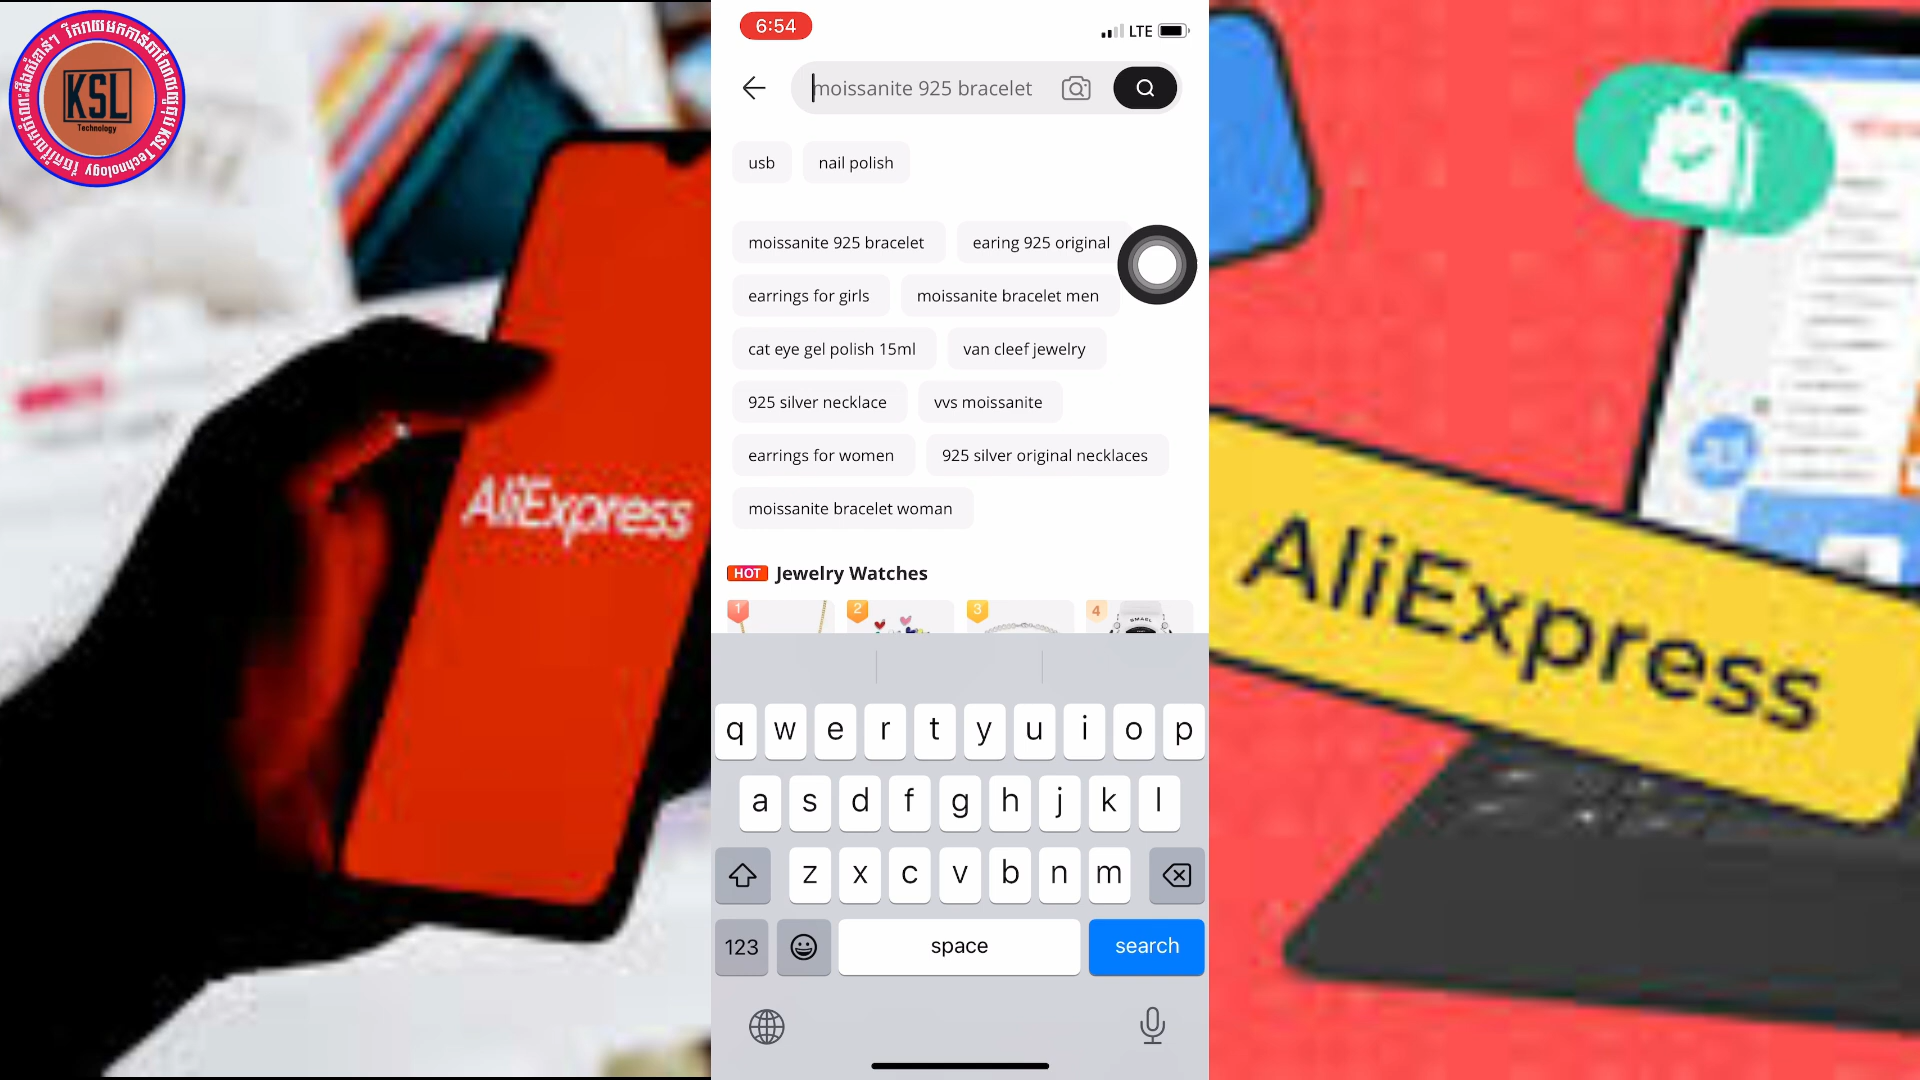 KSL
Technology
KSL Technology
AliExpress
6:54
LTE
moissanite 925 bracelet
usb
nail polish
moissanite 925 bracelet
earing 925 original
earrings for girls
moissanite bracelet men
cat eye gel polish 15ml
van cleef jewelry
925 silver necklace
vvs moissanite
earrings for women
925 silver original necklaces
moissanite bracelet woman
HOT Jewelry Watches
1
2
3
4
SMAEL
q w e r t y u i o p
a s d f g h j k l
z x c v b n m
123
space
search
AliExpress